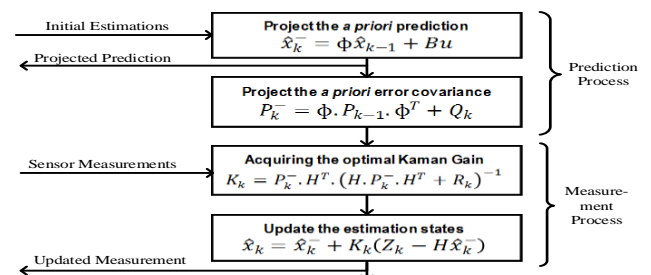 Initial Estimations
Project the a priori prediction
x̂ₖ⁻ = Φx̂ₖ₋₁ + Bu
Projected Prediction
Prediction
Process
Project the a priori error covariance
Pₖ⁻ = Φ. Pₖ₋₁. Φᵀ + Qₖ
Sensor Measurements
Acquiring the optimal Kaman Gain
Kₖ = Pₖ⁻. Hᵀ. (H. Pₖ⁻. Hᵀ + Rₖ)⁻¹
Measure-
ment
Process
Update the estimation states
x̂ₖ = x̂ₖ⁻ + Kₖ(Zₖ − Hx̂ₖ⁻)
Updated Measurement